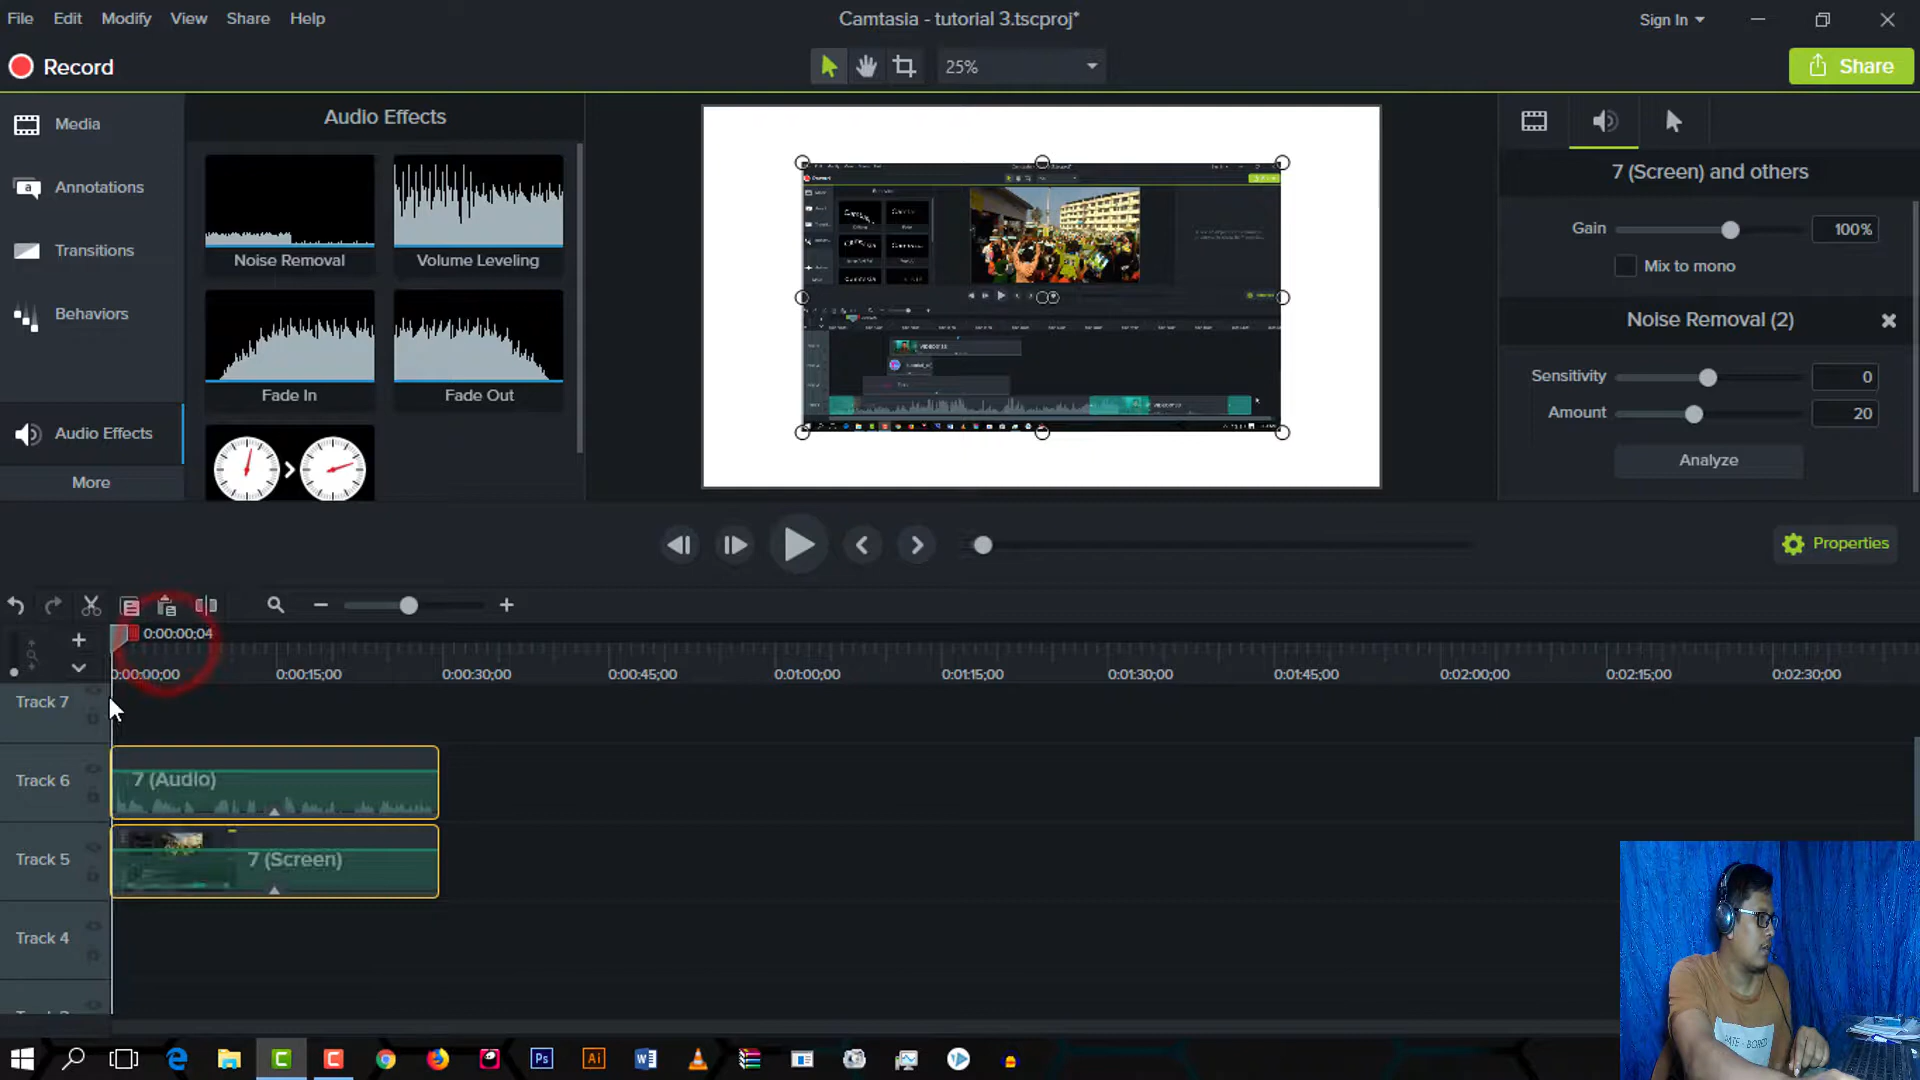 File Edit Modify View Share Help
Camtasia - tutorial 3.tscproj*
Sign In
Record
25%
Share
Media
Annotations
Transitions
Behaviors
Audio Effects
More
Audio Effects
Noise Removal
Volume Leveling
Fade In
Fade Out
7 (Screen) and others
Gain 100%
Mix to mono
Noise Removal (2)
Sensitivity 0
Amount 20
Analyze
Properties
0:00:00;04
0:00:00;00 0:00:15;00 0:00:30;00 0:00:45;00 0:01:00;00 0:01:15;00 0:01:30;00 0:01:45;00 0:02:00;00 0:02:15;00 0:02:30;00
Track 7
Track 6
7 (Audio)
Track 5
7 (Screen)
Track 4